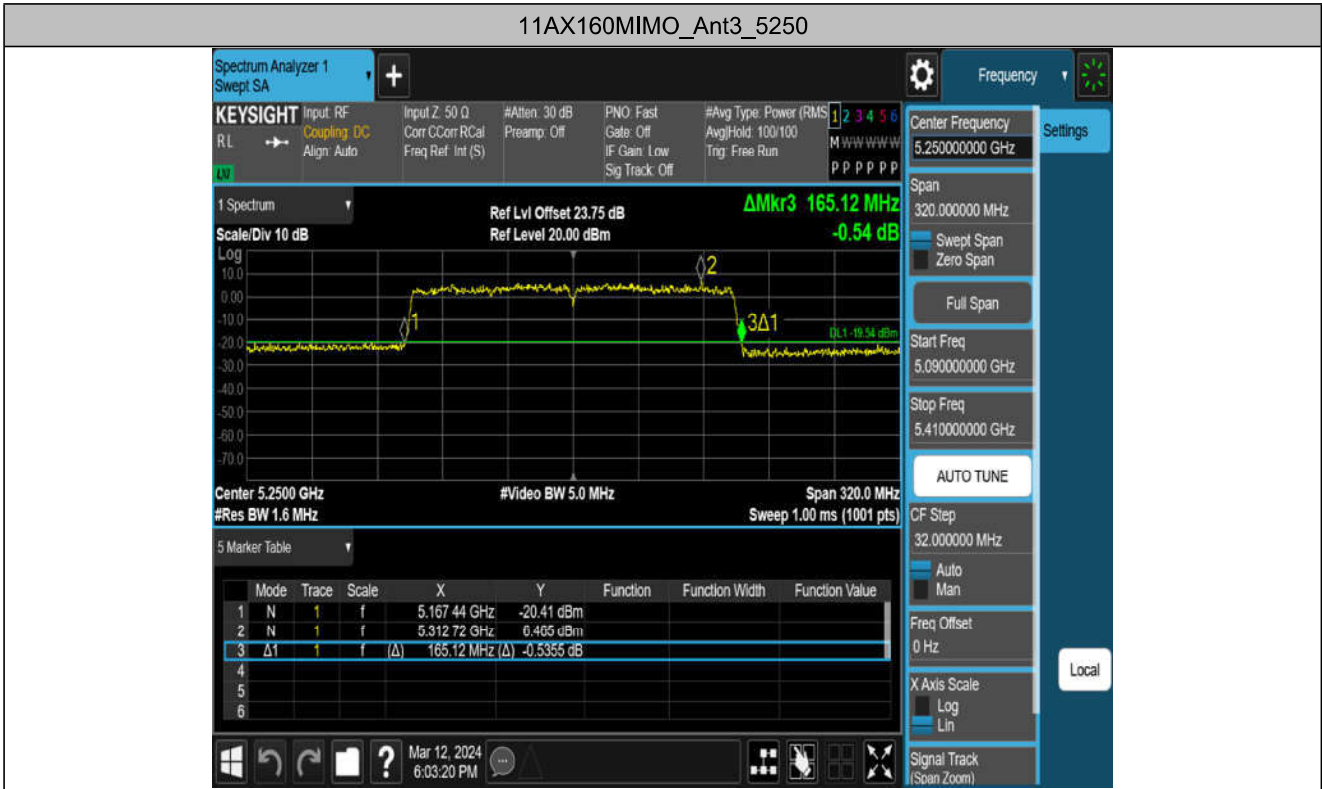 11AX160MIMO_Ant3_5250
Spectrum Analyzer 1
Swept SA
+
Frequency
KEYSIGHT
RL
LXI
Input: RF
Coupling: DC
Align: Auto
Input Z: 50 Ω
Corr CCorr RCal
Freq Ref: Int (S)
#Atten: 30 dB
Preamp: Off
PNO: Fast
Gate: Off
IF Gain: Low
Sig Track: Off
#Avg Type: Power (RMS
Avg|Hold: 100/100
Trig: Free Run
1 2 3 4 5 6
M W W W W W
P P P P P P
1 Spectrum
Scale/Div 10 dB
Ref Lvl Offset 23.75 dB
Ref Level 20.00 dBm
ΔMkr3 165.12 MHz
-0.54 dB
Log
10.0
0.00
-10.0
-20.0
-30.0
-40.0
-50.0
-60.0
-70.0
1
2
3Δ1
DL1 -19.54 dBm
Center 5.2500 GHz
#Res BW 1.6 MHz
#Video BW 5.0 MHz
Span 320.0 MHz
Sweep 1.00 ms (1001 pts)
5 Marker Table
Mode Trace Scale X Y Function Function Width Function Value
1 N 1 f 5.167 44 GHz -20.41 dBm
2 N 1 f 5.312 72 GHz 6.465 dBm
3 Δ1 1 f (Δ) 165.12 MHz (Δ) -0.5355 dB
4
5
6
Mar 12, 2024
6:03:20 PM
?
Center Frequency
5.250000000 GHz
Settings
Span
320.000000 MHz
Swept Span
Zero Span
Full Span
Start Freq
5.090000000 GHz
Stop Freq
5.410000000 GHz
AUTO TUNE
CF Step
32.000000 MHz
Auto
Man
Freq Offset
0 Hz
Local
X Axis Scale
Log
Lin
Signal Track
(Span Zoom)